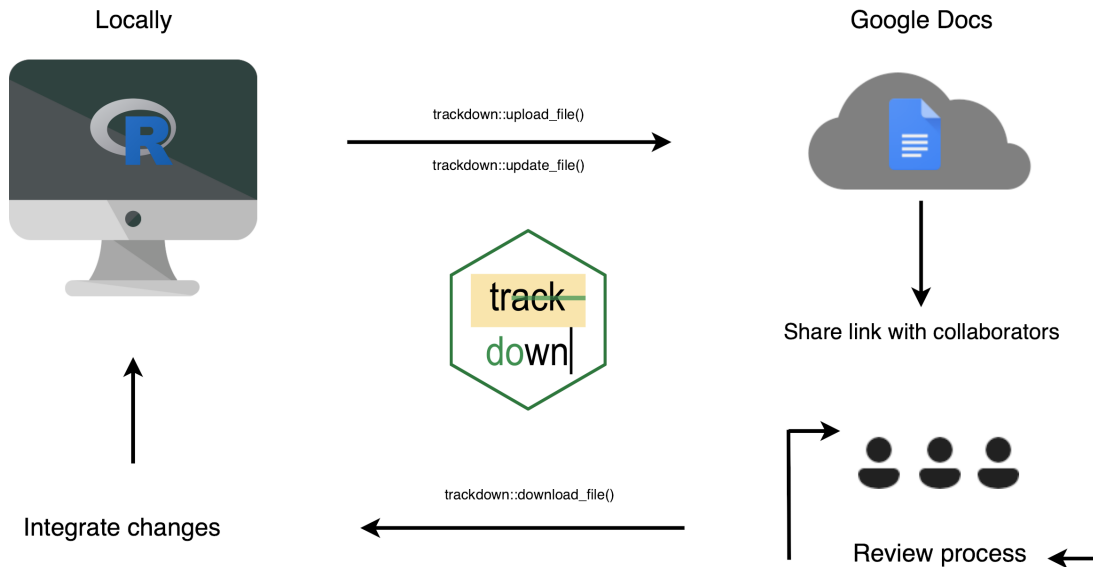 Locally
Google Docs
R
trackdown::upload_file()
trackdown::update_file()
track
down
Share link with collaborators
trackdown::download_file()
Integrate changes
Review process